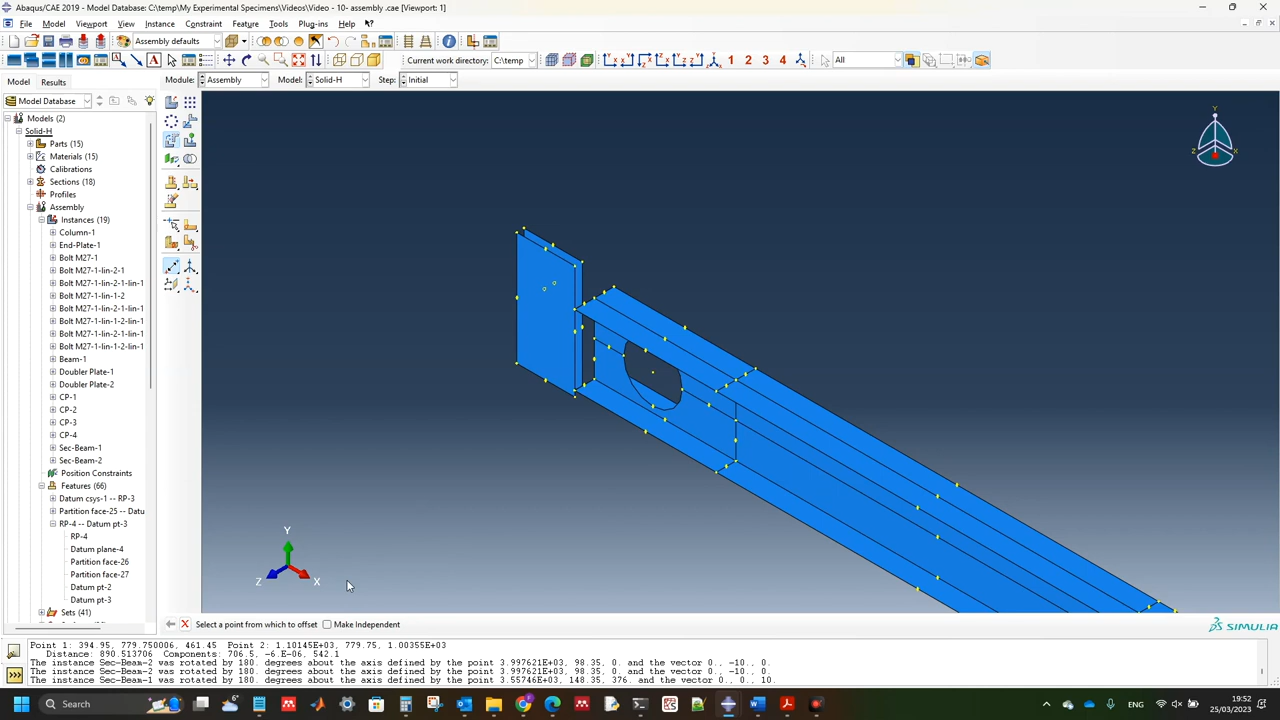 Abaqus/CAE 2019 - Model Database: C:\temp\My Experimental Specimens\Videos\Video - 10- assembly .cae [Viewport: 1]
File Model Viewport View Instance Constraint Feature Tools Plug-ins Help
Assembly defaults
Current work directory: C:\temp
1 2 3 4
All
Model Results
Module: Assembly Model: Solid-H Step: Initial
Model Database
Models (2)
Solid-H
Parts (15)
Materials (15)
Calibrations
Sections (18)
Profiles
Assembly
Instances (19)
Column-1
End-Plate-1
Bolt M27-1
Bolt M27-1-lin-2-1
Bolt M27-1-lin-2-1-lin-1
Bolt M27-1-lin-1-2
Bolt M27-1-lin-2-1-lin-1
Bolt M27-1-lin-1-2-lin-1
Bolt M27-1-lin-2-1-lin-1
Bolt M27-1-lin-1-2-lin-1
Beam-1
Doubler Plate-1
Doubler Plate-2
CP-1
CP-2
CP-3
CP-4
Sec-Beam-1
Sec-Beam-2
Position Constraints
Features (66)
Datum csys-1 -- RP-3
Partition face-25 -- Datu
RP-4 -- Datum pt-3
RP-4
Datum plane-4
Partition face-26
Partition face-27
Datum pt-2
Datum pt-3
Sets (41)
Y
Z
X
Y
Z X
Select a point from which to offset Make Independent
SIMULIA
Point 1: 394.95, 779.750006, 461.45 Point 2: 1.10145E+03, 779.75, 1.00355E+03
Distance: 890.513706 Components: 706.5, -6.E-06, 542.1
The instance Sec-Beam-2 was rotated by 180. degrees about the axis defined by the point 3.997621E+03, 98.35, 0. and the vector 0., -10., 0.
The instance Sec-Beam-2 was rotated by 180. degrees about the axis defined by the point 3.997621E+03, 98.35, 0. and the vector 0., -10., 0.
The instance Sec-Beam-1 was rotated by 180. degrees about the axis defined by the point 3.55746E+03, 148.35, 376. and the vector 0., 0., 10.
Search
19:52
25/03/2023